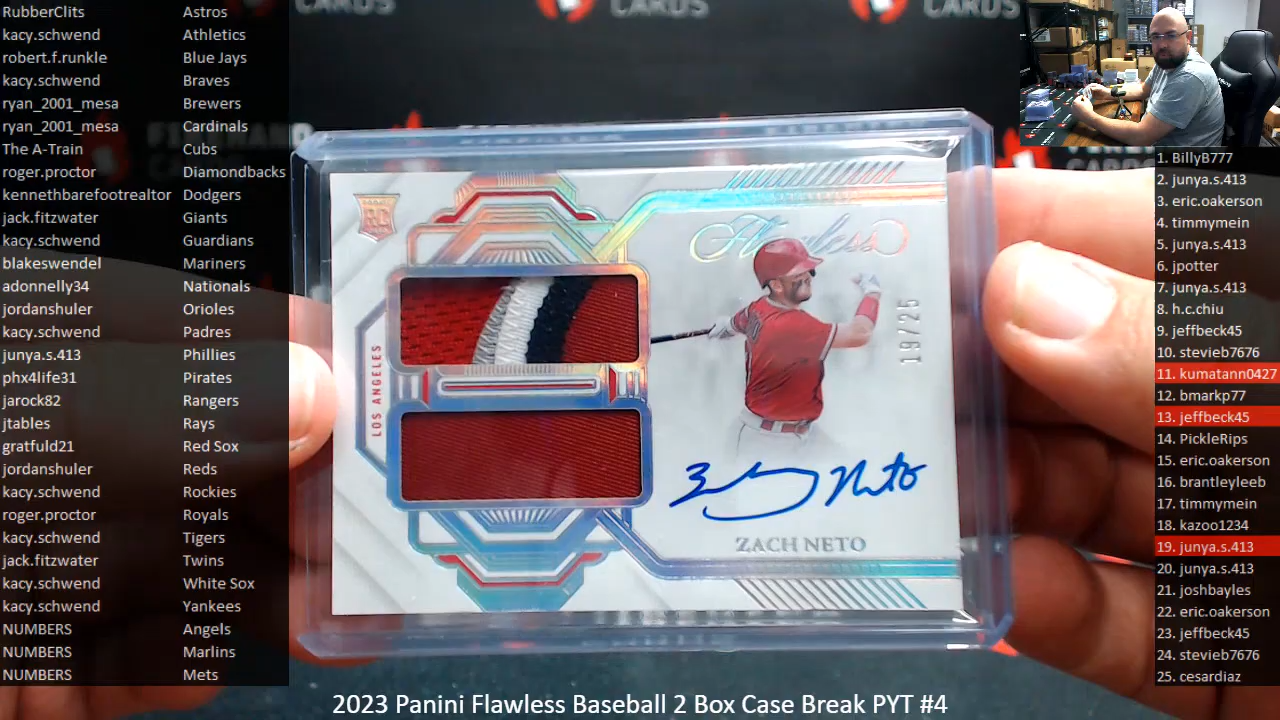 RubberClits Astros
kacy.schwend Athletics
robert.f.runkle Blue Jays
kacy.schwend Braves
ryan_2001_mesa Brewers
ryan_2001_mesa Cardinals
The A-Train Cubs
roger.proctor Diamondbacks
kennethbarefootrealtor Dodgers
jack.fitzwater Giants
kacy.schwend Guardians
blakeswendel Mariners
adonnelly34 Nationals
jordanshuler Orioles
kacy.schwend Padres
junya.s.413 Phillies
phx4life31 Pirates
jarock82 Rangers
jtables Rays
gratfuld21 Red Sox
jordanshuler Reds
kacy.schwend Rockies
roger.proctor Royals
kacy.schwend Tigers
jack.fitzwater Twins
kacy.schwend White Sox
kacy.schwend Yankees
NUMBERS Angels
NUMBERS Marlins
NUMBERS Mets
CARDS
CARDS
CARDS
RC
Flawless
LOS ANGELES
19/25
Zach Neto
ZACH NETO
1. BillyB777
2. junya.s.413
3. eric.oakerson
4. timmymein
5. junya.s.413
6. jpotter
7. junya.s.413
8. h.c.chiu
9. jeffbeck45
10. stevieb7676
11. kumatann0427
12. bmarkp77
13. jeffbeck45
14. PickleRips
15. eric.oakerson
16. brantleyleeb
17. timmymein
18. kazoo1234
19. junya.s.413
20. junya.s.413
21. joshbayles
22. eric.oakerson
23. jeffbeck45
24. stevieb7676
25. cesardiaz
2023 Panini Flawless Baseball 2 Box Case Break PYT #4